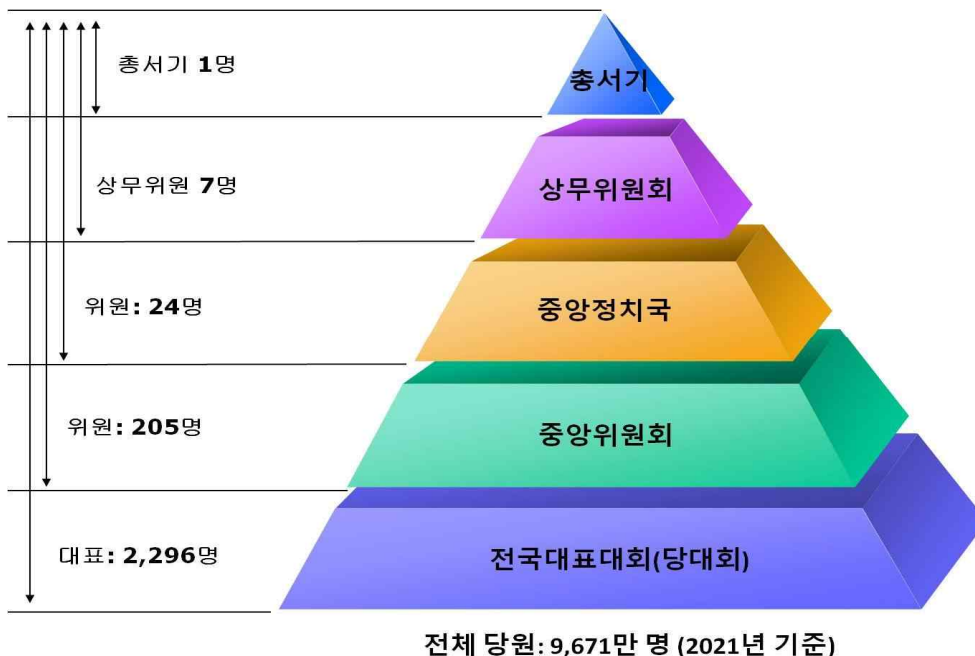 총서기 1명
총서기
상무위원 7명
상무위원회
위원: 24명
중앙정치국
위원: 205명
중앙위원회
대표: 2,296명
전국대표대회(당대회)
전체 당원: 9,671만 명 (2021년 기준)